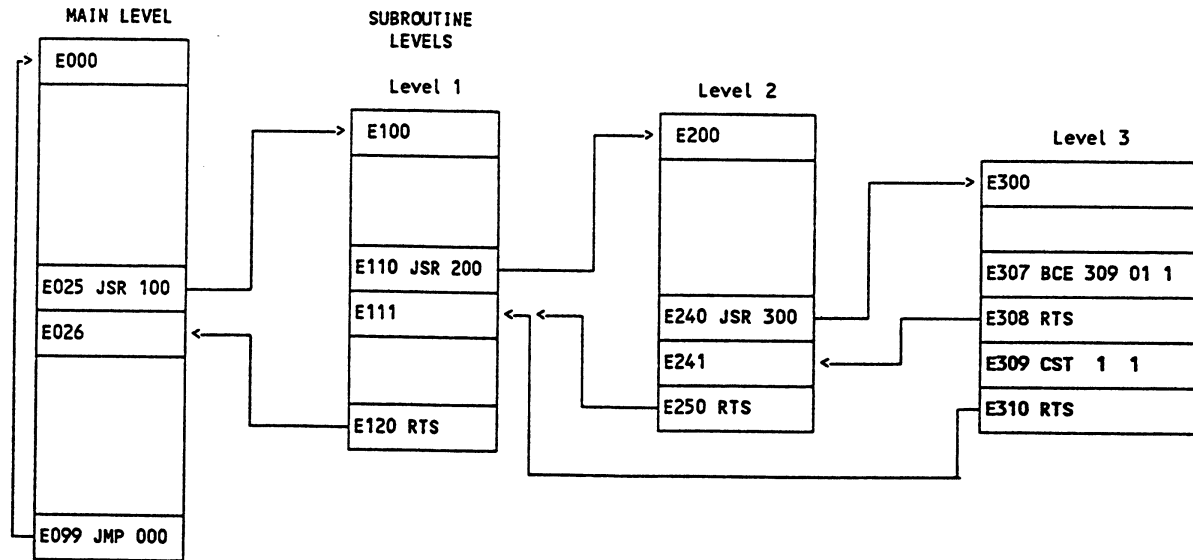 MAIN LEVEL
E000
E025 JSR 100
E026
E099 JMP 000
SUBROUTINE
LEVELS
Level 1
E100
E110 JSR 200
E111
E120 RTS
Level 2
E200
E240 JSR 300
E241
E250 RTS
Level 3
E300
E307 BCE 309 01 1
E308 RTS
E309 CST 1 1
E310 RTS